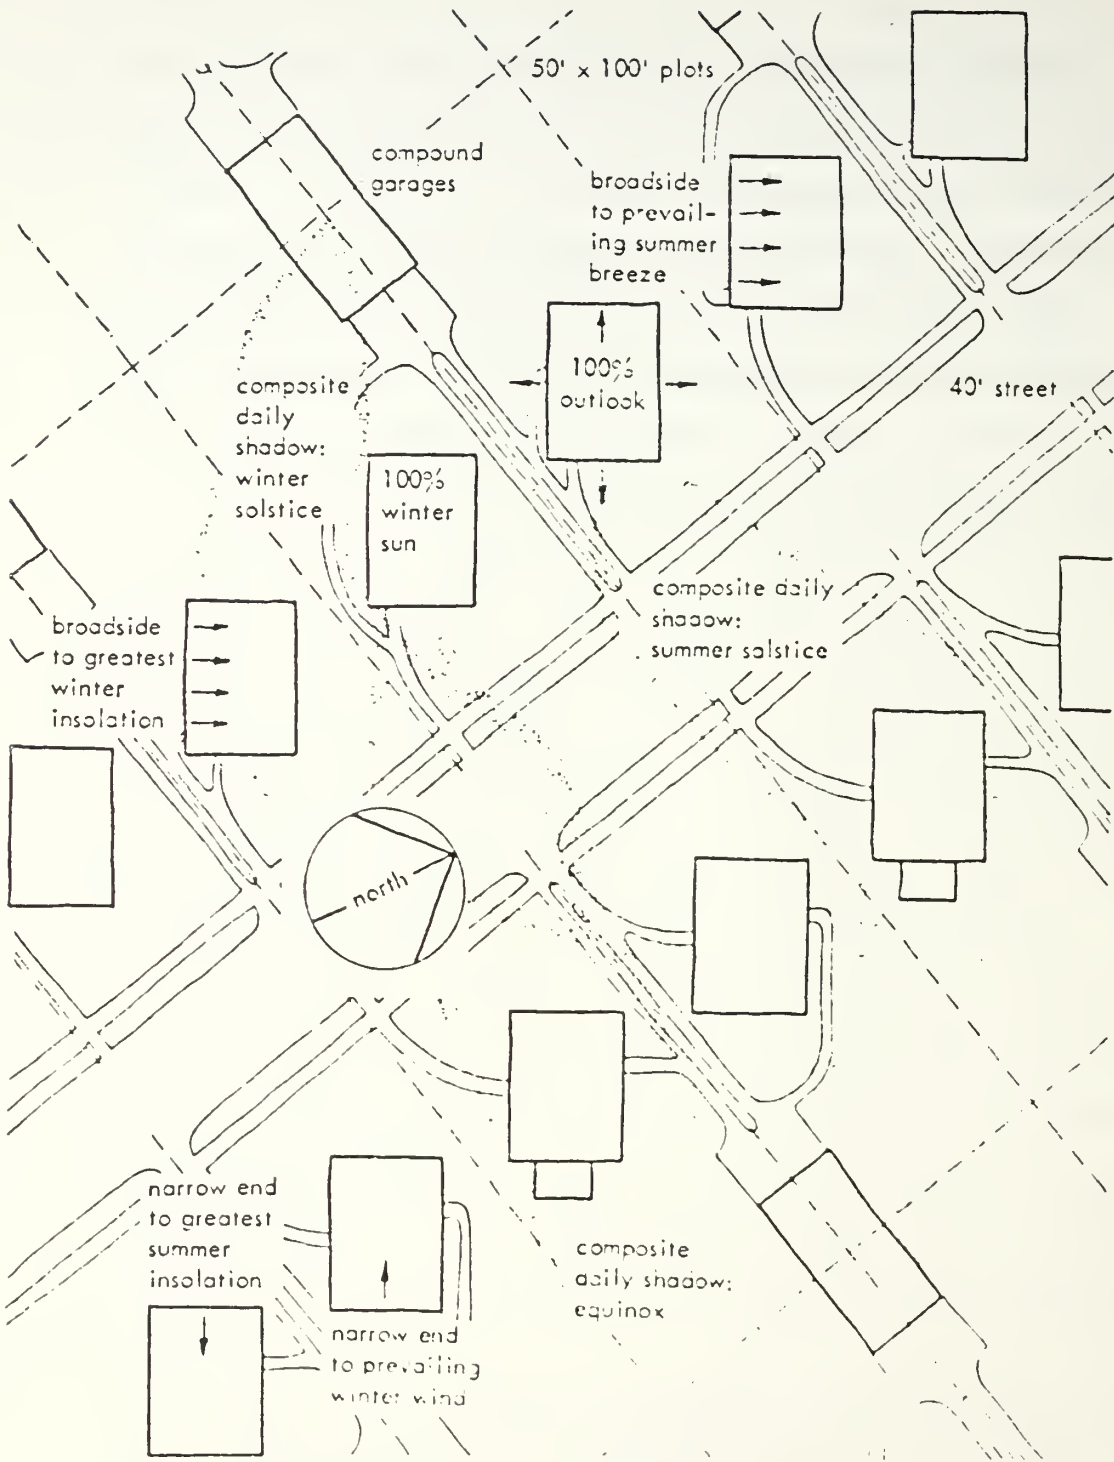 50' x 100' plots
compound
garages
broadside
to prevail-
ing summer
breeze
100%
outlook
40' street
composite
daily
shadow:
winter
solstice
100%
winter
sun
composite daily
shadow:
summer solstice
broadside
to greatest
winter
insolation
north
narrow end
to greatest
summer
insolation
composite
daily shadow:
equinox
narrow end
to prevailing
winter wind